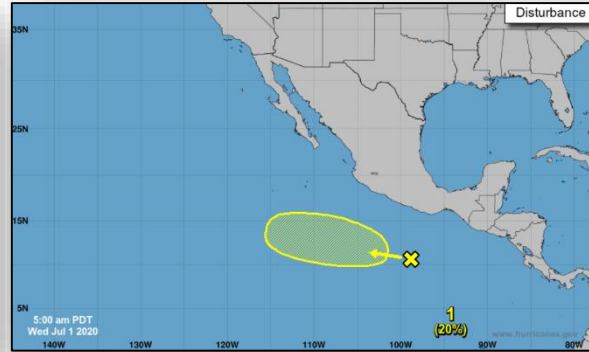 Disturbance
35N
25N
15N
5N
1
(20%)
5:00 am PDT
Wed Jul 1 2020
www.hurricanes.gov
140W 130W 120W 110W 100W 90W 80W